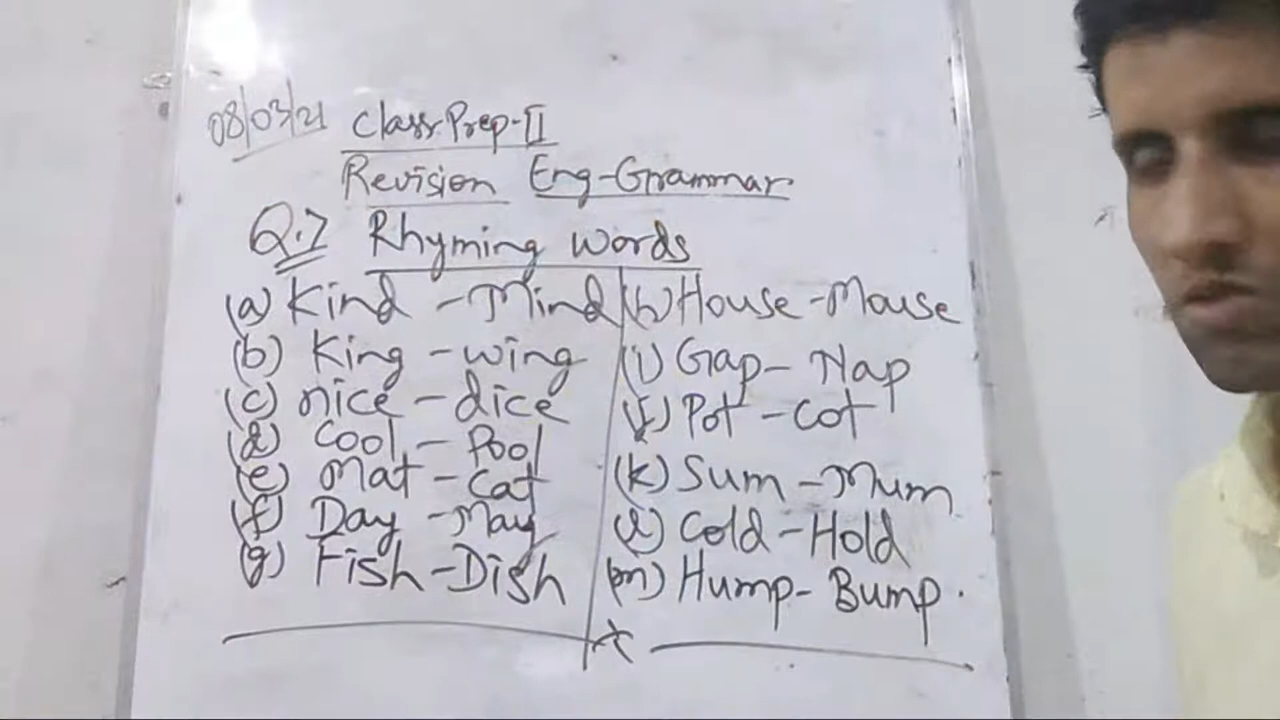 08/03/21 Class Prep-II
Revision Eng-Grammar
Q.7 Rhyming words
(a) Kind - Mind
(b) King - wing
(c) nice - dice
(d) Cool - Pool
(e) Mat - Cat
(f) Day - May
(g) Fish - Dish
(h) House - Mouse
(i) Gap - Nap
(j) Pot - Cot
(k) Sum - Mum
(l) Cold - Hold
(m) Hump - Bump.